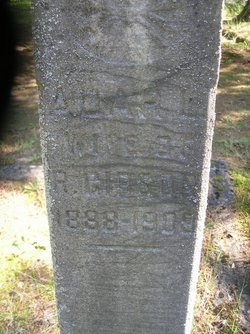 WIFE OF
R. GIBSON
1888-1909